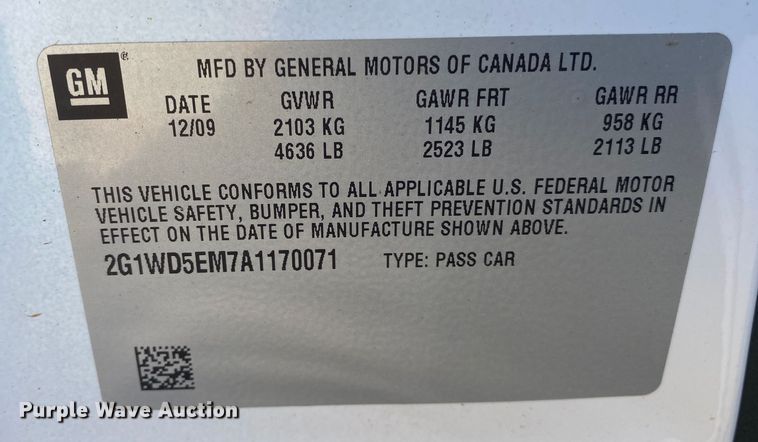 GM ®
MFD BY GENERAL MOTORS OF CANADA LTD.
DATE GVWR GAWR FRT GAWR RR
12/09 2103 KG 1145 KG 958 KG
4636 LB 2523 LB 2113 LB
THIS VEHICLE CONFORMS TO ALL APPLICABLE U.S. FEDERAL MOTOR
VEHICLE SAFETY, BUMPER, AND THEFT PREVENTION STANDARDS IN
EFFECT ON THE DATE OF MANUFACTURE SHOWN ABOVE.
2G1WD5EM7A1170071 TYPE: PASS CAR
Purple Wave Auction